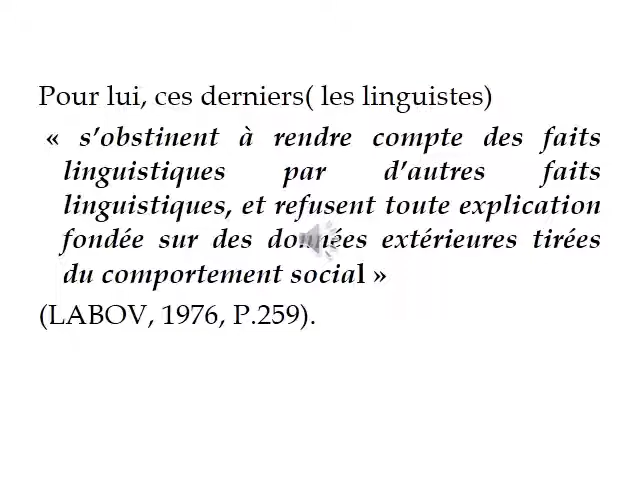 Pour lui, ces derniers( les linguistes)
« s’obstinent à rendre compte des faits
linguistiques par d’autres faits
linguistiques, et refusent toute explication
fondée sur des données extérieures tirées
du comportement social »
(LABOV, 1976, P.259).